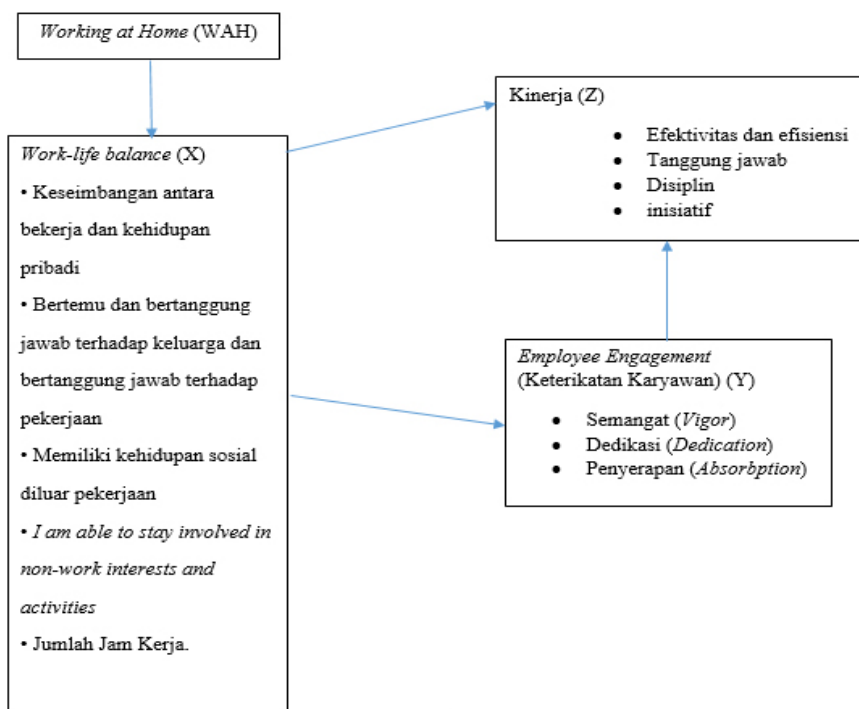 Working at Home (WAH)
Work-life balance (X)
• Keseimbangan antara
bekerja dan kehidupan
pribadi
• Bertemu dan bertanggung
jawab terhadap keluarga dan
bertanggung jawab terhadap
pekerjaan
• Memiliki kehidupan sosial
diluar pekerjaan
• I am able to stay involved in
non-work interests and
activities
• Jumlah Jam Kerja.
Kinerja (Z)
• Efektivitas dan efisiensi
• Tanggung jawab
• Disiplin
• inisiatif
Employee Engagement
(Keterikatan Karyawan) (Y)
• Semangat (Vigor)
• Dedikasi (Dedication)
• Penyerapan (Absorbption)